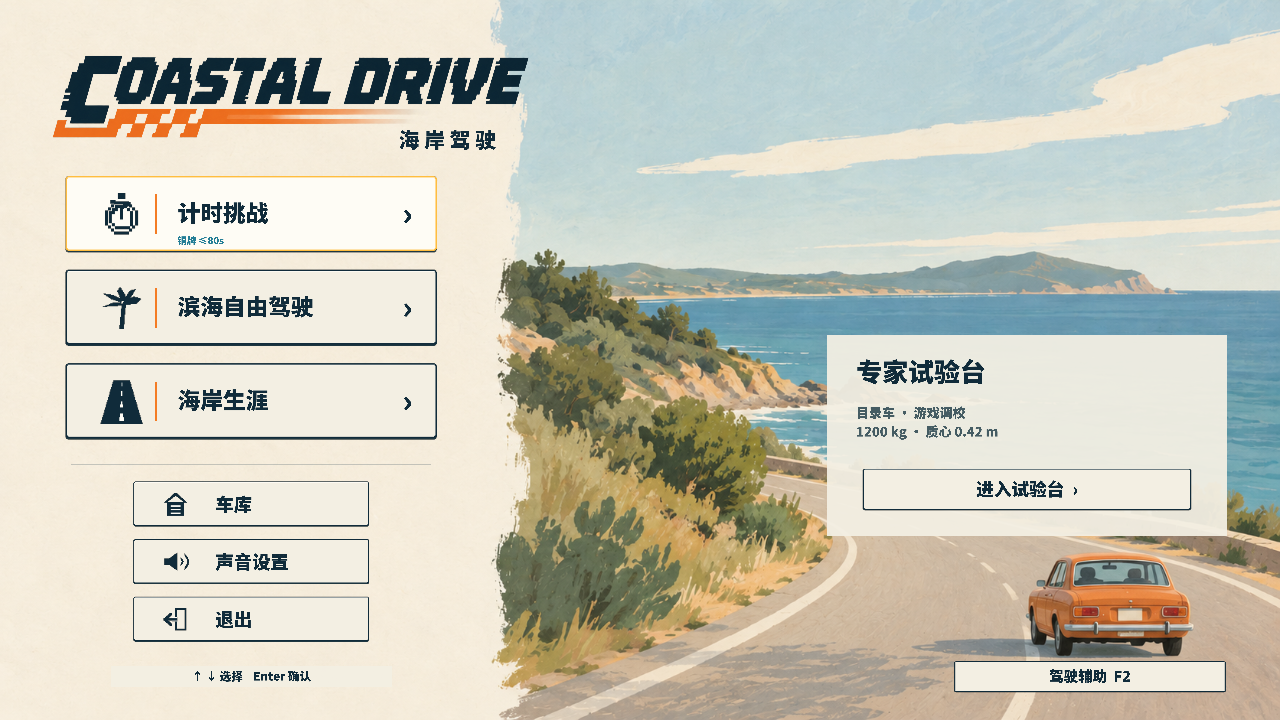 COASTAL DRIVE
海岸驾驶
计时挑战 ›
铜牌 ≤80s
滨海自由驾驶 ›
海岸生涯 ›
车库
声音设置
退出
↑ ↓ 选择 Enter 确认
专家试验台
目录车 · 游戏调校
1200 kg · 质心 0.42 m
进入试验台 ›
驾驶辅助 F2